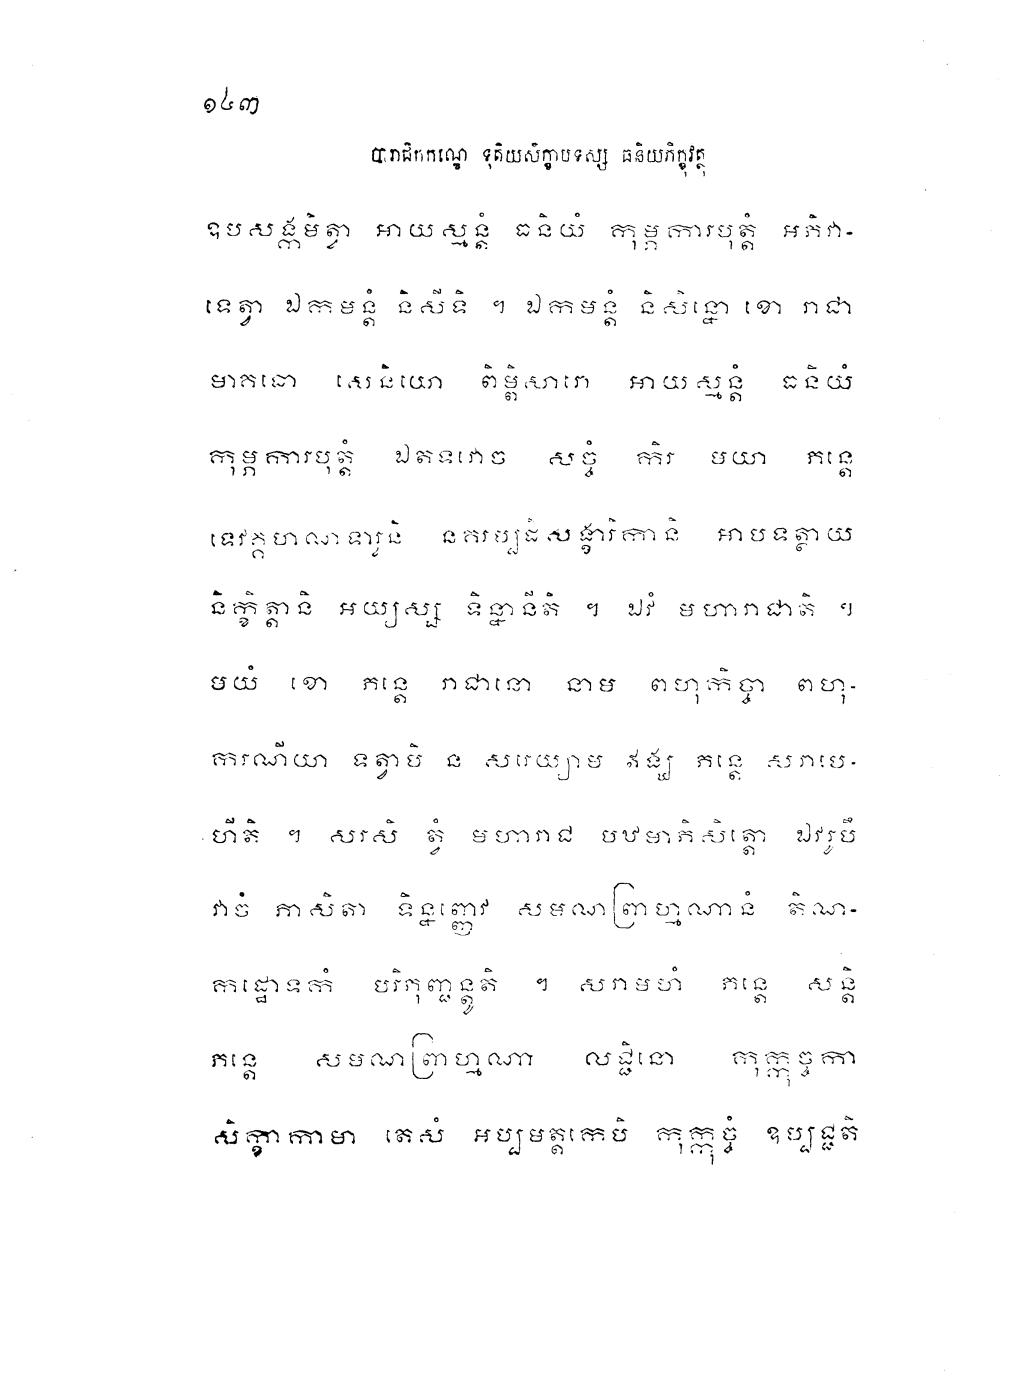 ១៤៣
បារាជិកកណ្ឌេ ទុតិយសិក្ខាបទស្ស ធនិយភិក្ខុវត្ថុ
ឧបសង្កមិត្វា អាយស្មន្តំ ធនិយំ កុម្ភការបុត្តំ អភិវា-
ទេត្វា ឯកមន្តំ និសីទិ ។ ឯកមន្តំ និសិន្នោ ខោ រាជា
មាគធោ សេនិយោ ពិម្ពិសារោ អាយស្មន្តំ ធនិយំ
កុម្ភការបុត្តំ ឯតទវោច សច្ចំ កិរ មយា ភន្តេ
ទេវគ្គហណទារូនិ នគរប្បដិសង្ខារិកានិ អាបទត្ថាយ
និក្ខិត្តានិ អយ្យស្ស ទិន្នានីតិ ។ ឯវំ មហារាជាតិ ។
មយំ ខោ ភន្តេ រាជានោ នាម ពហុកិច្ចា ពហុ-
ករណីយា ទត្វាបិ ន សរេយ្យាម ឥង្ឃ ភន្តេ សរាបេ-
ហីតិ ។ សរសិ ត្វំ មហារាជ បឋមាភិសិត្តោ ឯវរូបឹ
វាចំ ភាសិតា ទិន្នញ្ញេវ សមណព្រាហ្មណានំ តិណ-
កដ្ឋោទកំ បរិភុញ្ជន្តូតិ ។ សរាមហំ ភន្តេ សន្តិ
ភន្តេ សមណព្រាហ្មណា លជ្ជិនោ កុក្កុច្ចកា
សិក្ខាកាមា តេសំ អប្បមត្តកេបិ កុក្កុច្ចំ ឧប្បជ្ជតិ